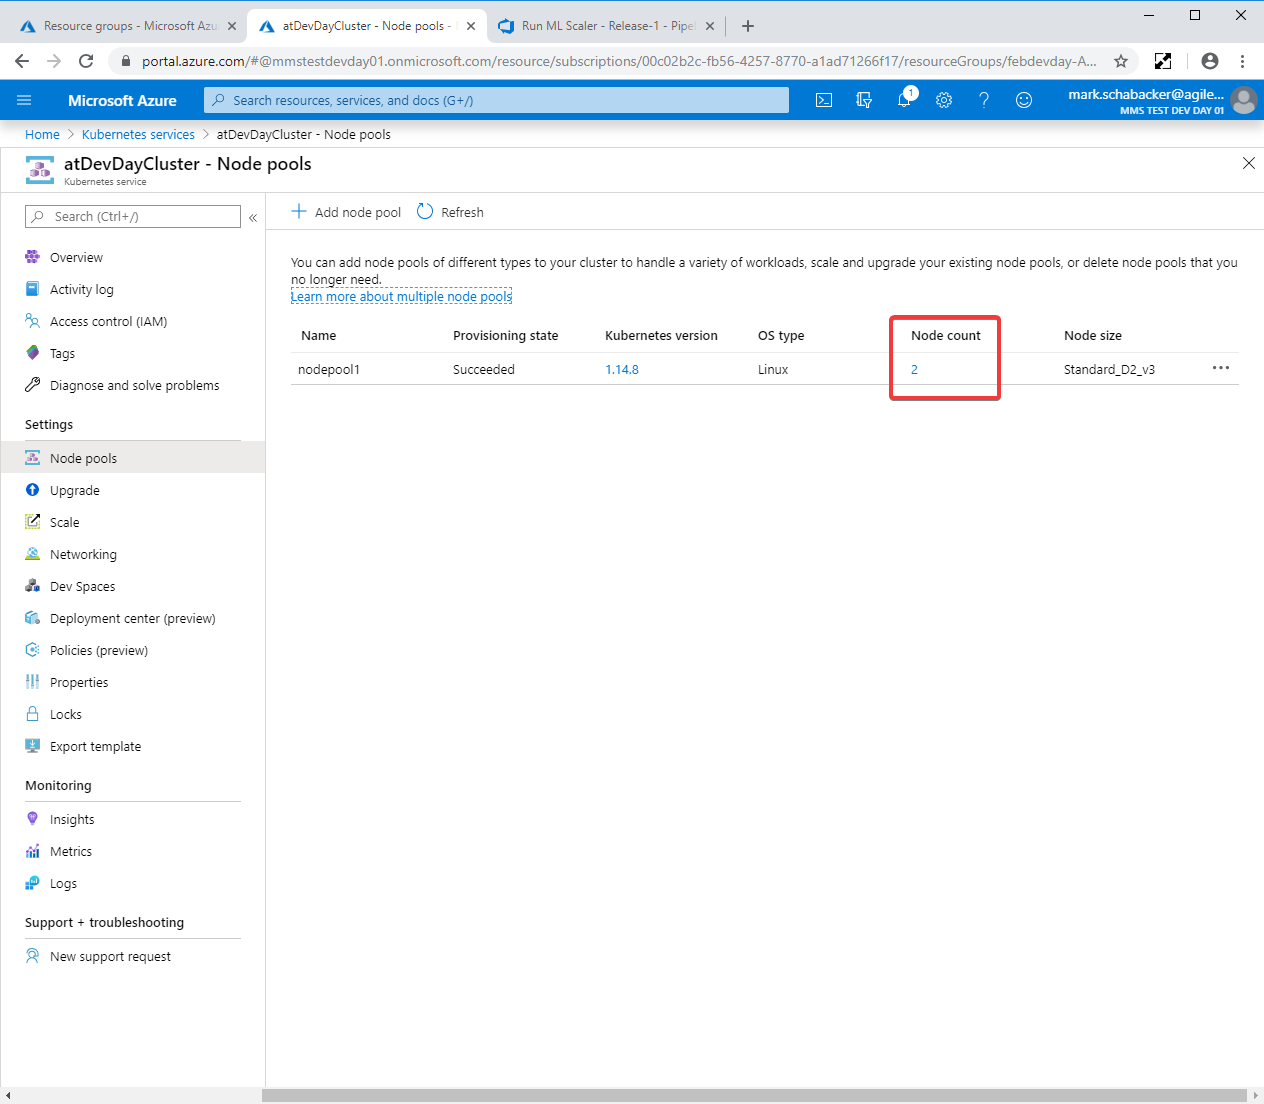 Resource groups - Microsoft Azu
atDevDayCluster - Node pools -
Run ML Scaler - Release-1 - Pipel
portal.azure.com/#@mmstestdevday01.onmicrosoft.com/resource/subscriptions/00c02b2c-fb56-4257-8770-a1ad71266f17/resourceGroups/febdevday-A...
Microsoft Azure
Search resources, services, and docs (G+/)
1
mark.schabacker@agile...
MMS TEST DEV DAY 01
Home > Kubernetes services > atDevDayCluster - Node pools
atDevDayCluster - Node pools
Kubernetes service
Search (Ctrl+/)
«
Overview
Activity log
Access control (IAM)
Tags
Diagnose and solve problems
Settings
Node pools
Upgrade
Scale
Networking
Dev Spaces
Deployment center (preview)
Policies (preview)
Properties
Locks
Export template
Monitoring
Insights
Metrics
Logs
Support + troubleshooting
New support request
Add node pool
Refresh
You can add node pools of different types to your cluster to handle a variety of workloads, scale and upgrade your existing node pools, or delete node pools that you
no longer need.
Learn more about multiple node pools
Name Provisioning state Kubernetes version OS type Node count Node size
nodepool1 Succeeded 1.14.8 Linux 2 Standard_D2_v3